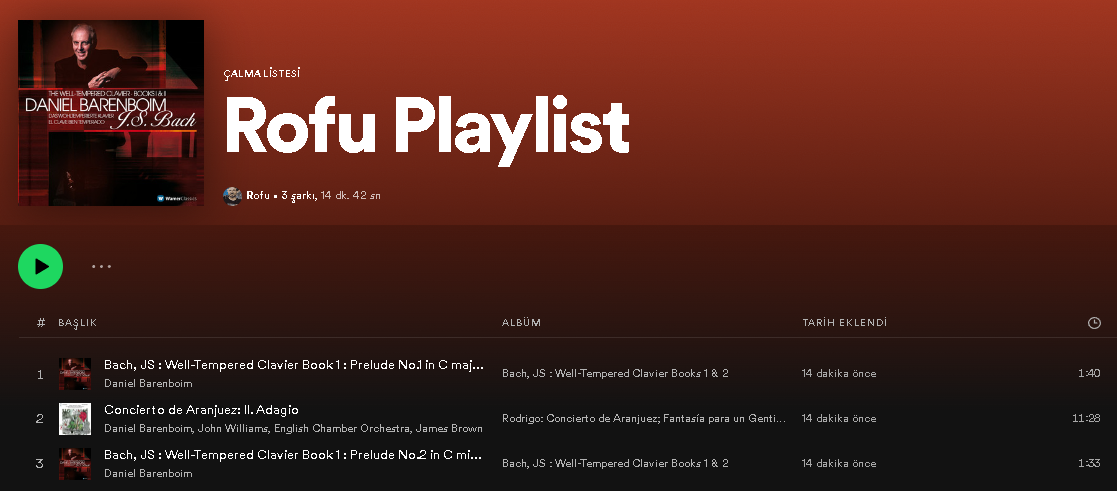 THE WELL-TEMPERED CLAVIER · BOOKS I & II
DANIEL BARENBOIM
DAS WOHLTEMPERIERTE KLAVIER
EL CLAVE BIEN TEMPERADO
J.S. Bach
Warner Classics
ÇALMA LİSTESİ
Rofu Playlist
Rofu • 3 şarkı, 14 dk. 42 sn
# BAŞLIK ALBÜM TARİH EKLENDİ
1 Bach, JS : Well-Tempered Clavier Book 1 : Prelude No.1 in C maj... Bach, JS : Well-Tempered Clavier Books 1 & 2 14 dakika önce 1:40
Daniel Barenboim
2 Concierto de Aranjuez: II. Adagio Rodrigo: Concierto de Aranjuez; Fantasía para un Genti... 14 dakika önce 11:28
Daniel Barenboim, John Williams, English Chamber Orchestra, James Brown
3 Bach, JS : Well-Tempered Clavier Book 1 : Prelude No.2 in C mi... Bach, JS : Well-Tempered Clavier Books 1 & 2 14 dakika önce 1:33
Daniel Barenboim